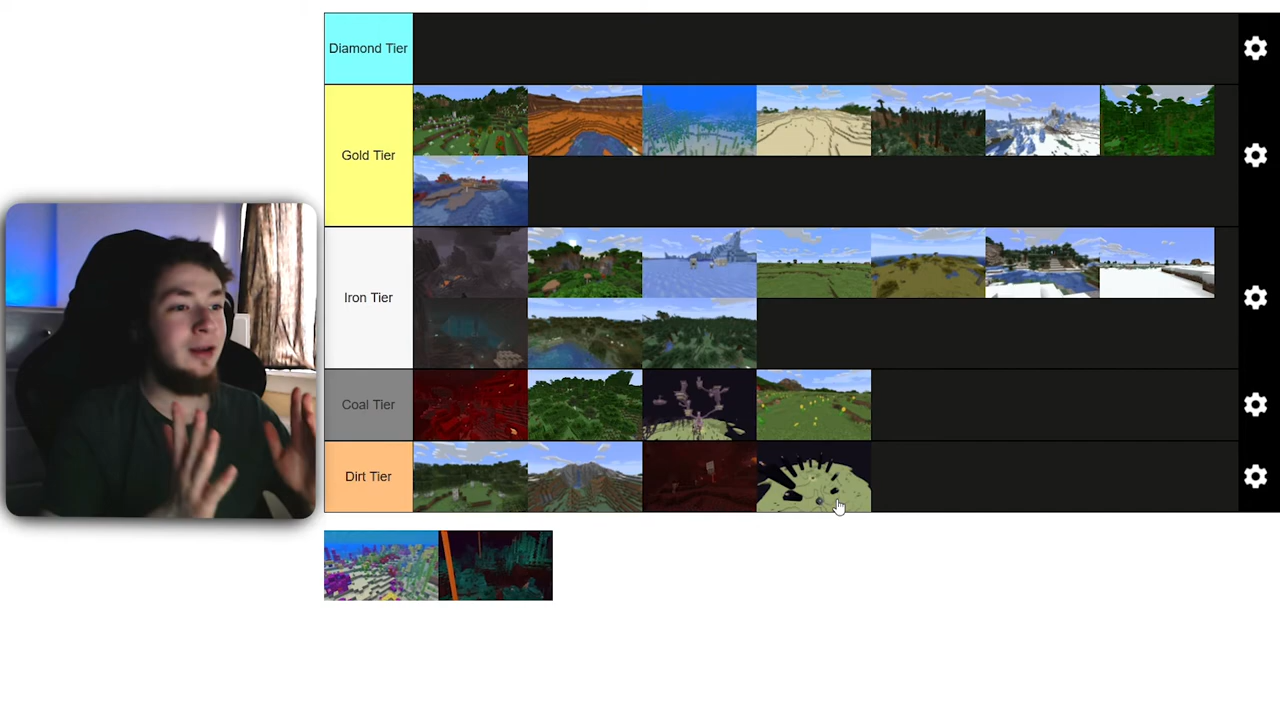 Diamond Tier
Gold Tier
Iron Tier
Coal Tier
Dirt Tier